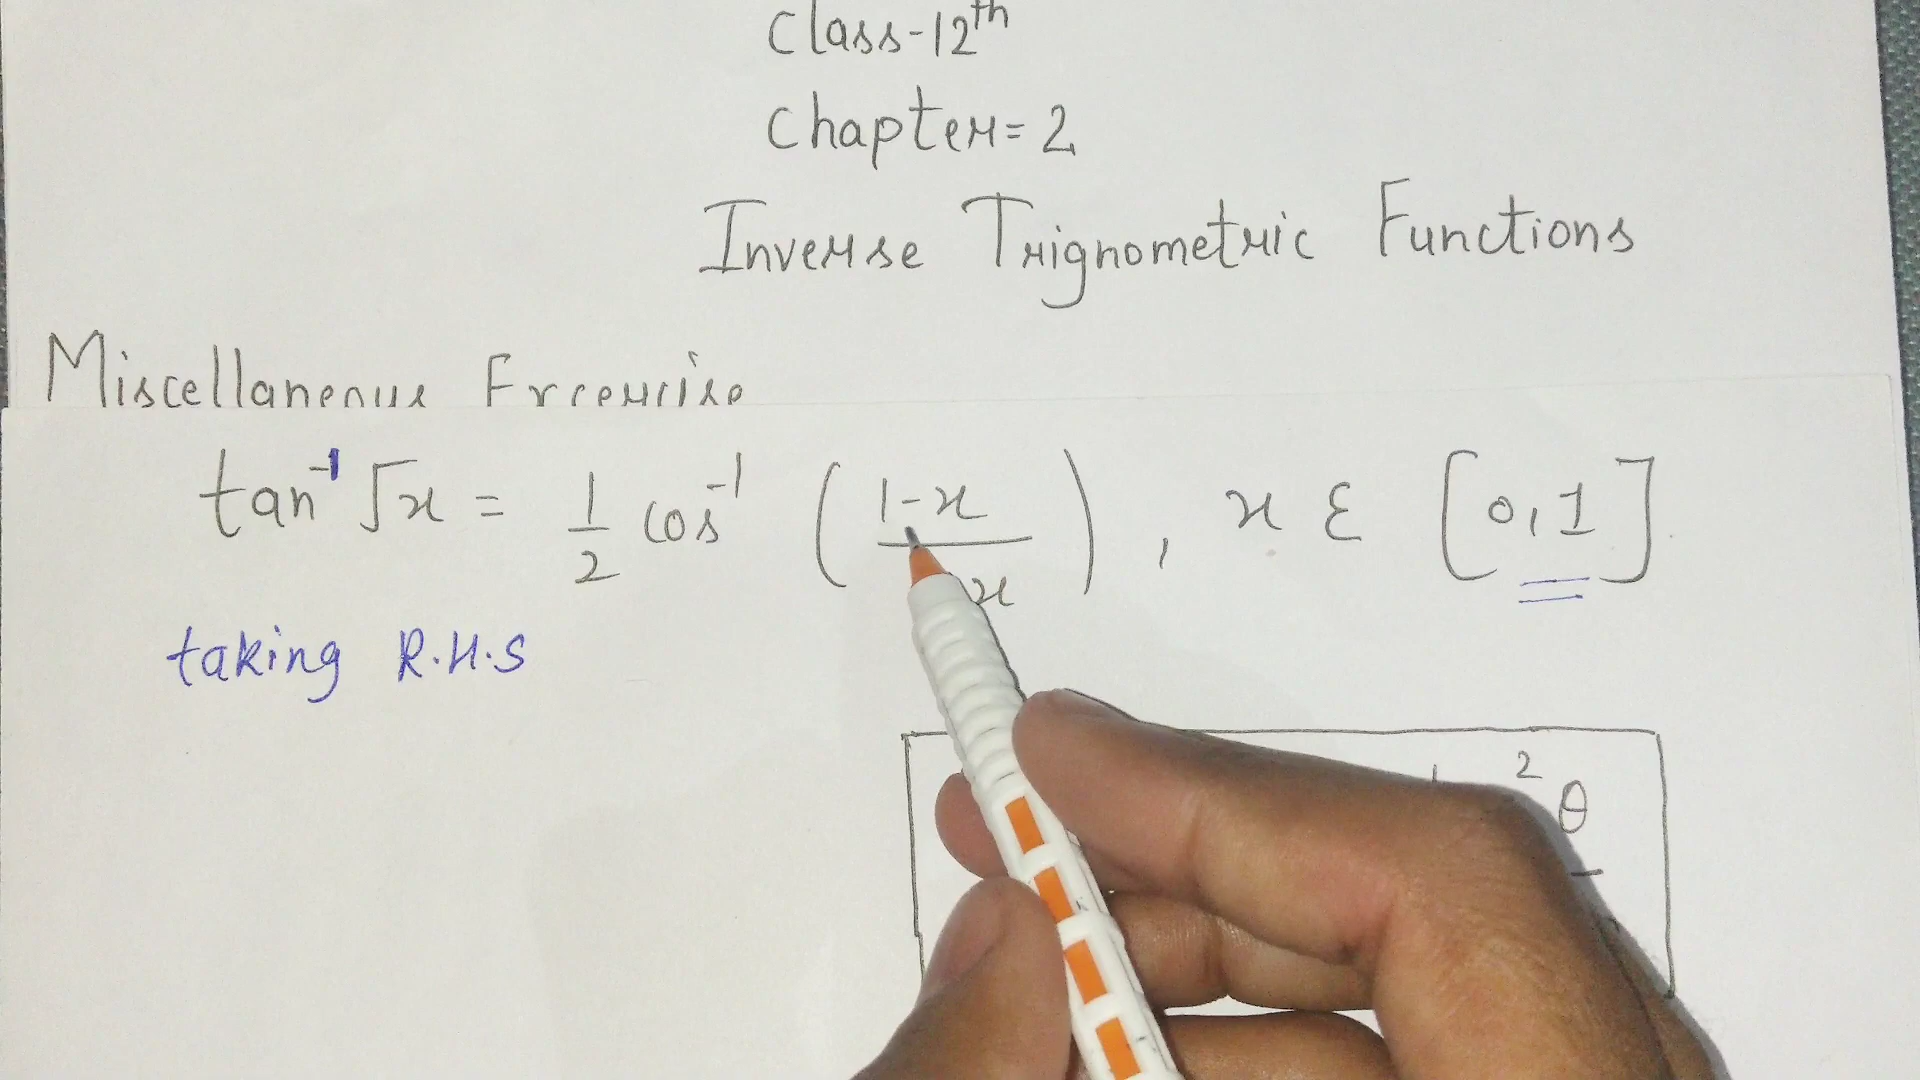 Class-12th
Chapter=2
Inverse Trignometric Functions
Miscellaneous
tan⁻¹ √x = 1/2 cos⁻¹ (1-x / x), x ε [0,1]
taking R.H.S
2 θ